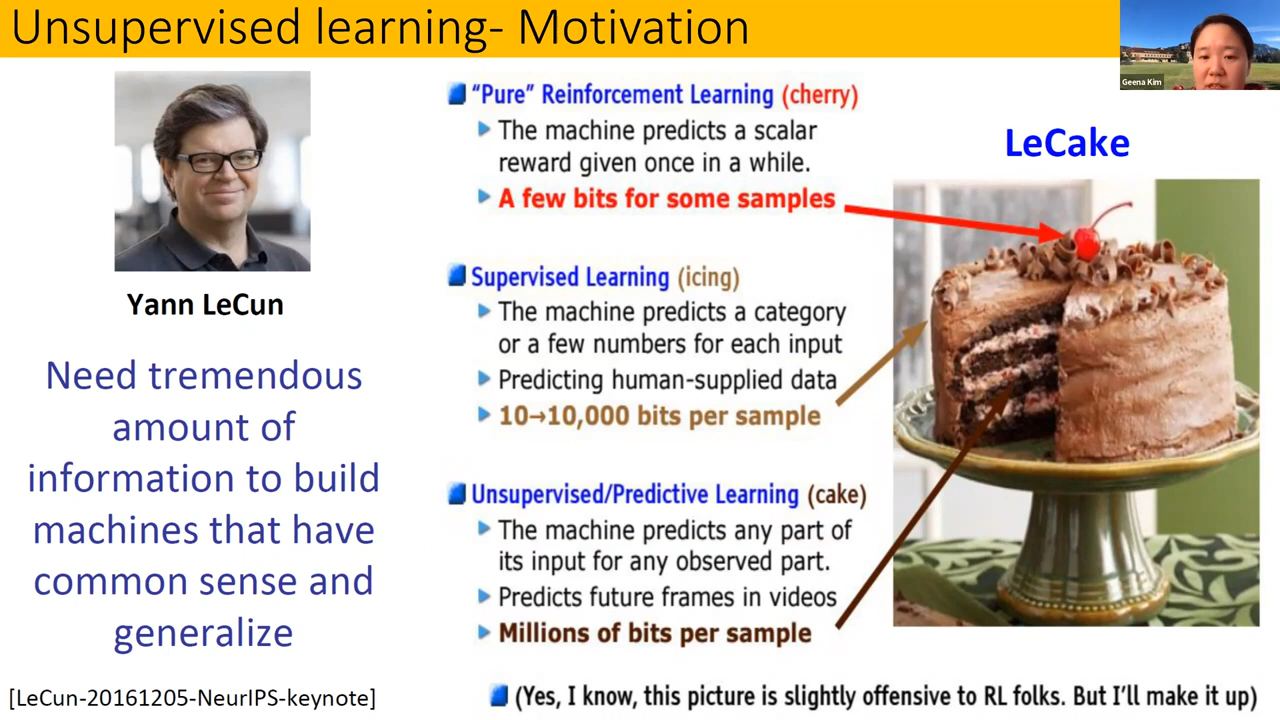 Unsupervised learning- Motivation
Geena Kim
Yann LeCun
Need tremendous
amount of
information to build
machines that have
common sense and
generalize
[LeCun-20161205-NeurIPS-keynote]
“Pure” Reinforcement Learning (cherry)
The machine predicts a scalar
reward given once in a while.
A few bits for some samples
Supervised Learning (icing)
The machine predicts a category
or a few numbers for each input
Predicting human-supplied data
10→10,000 bits per sample
Unsupervised/Predictive Learning (cake)
The machine predicts any part of
its input for any observed part.
Predicts future frames in videos
Millions of bits per sample
(Yes, I know, this picture is slightly offensive to RL folks. But I’ll make it up)
LeCake